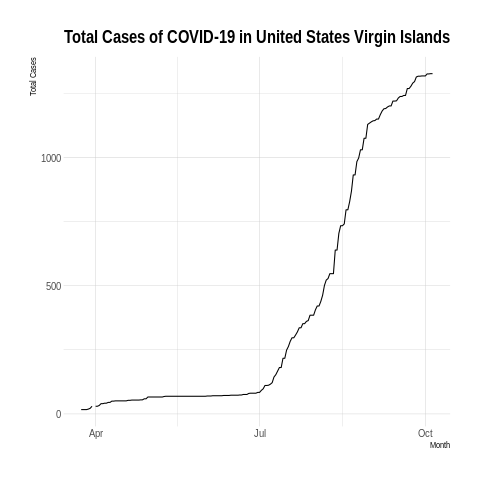 Total Cases of COVID-19 in United States Virgin Islands
Total Cases
1000
500
0
Apr
Jul
Oct
Month